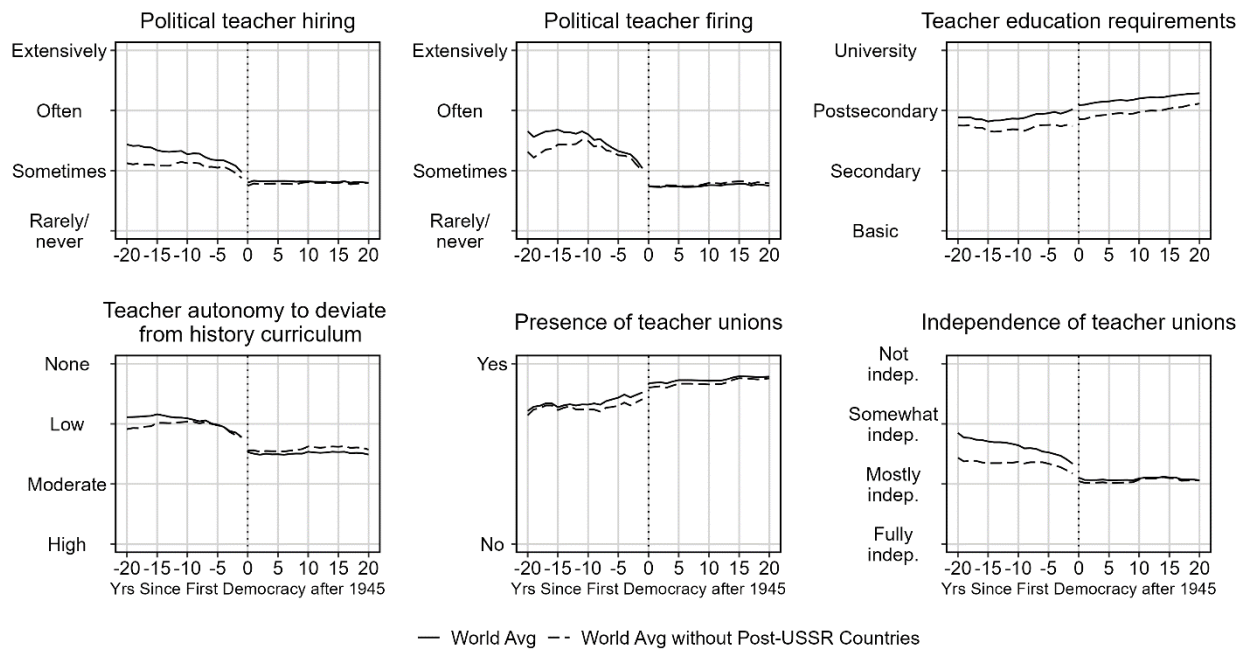 Political teacher hiring
Extensively
Often
Sometimes
Rarely/
never
-20 -15 -10 -5 0 5 10 15 20
Political teacher firing
Extensively
Often
Sometimes
Rarely/
never
-20 -15 -10 -5 0 5 10 15 20
Teacher education requirements
University
Postsecondary
Secondary
Basic
-20 -15 -10 -5 0 5 10 15 20
Teacher autonomy to deviate
from history curriculum
None
Low
Moderate
High
-20 -15 -10 -5 0 5 10 15 20
Yrs Since First Democracy after 1945
Presence of teacher unions
Yes
No
-20 -15 -10 -5 0 5 10 15 20
Yrs Since First Democracy after 1945
Independence of teacher unions
Not
indep.
Somewhat
indep.
Mostly
indep.
Fully
indep.
-20 -15 -10 -5 0 5 10 15 20
Yrs Since First Democracy after 1945
World Avg
World Avg without Post-USSR Countries